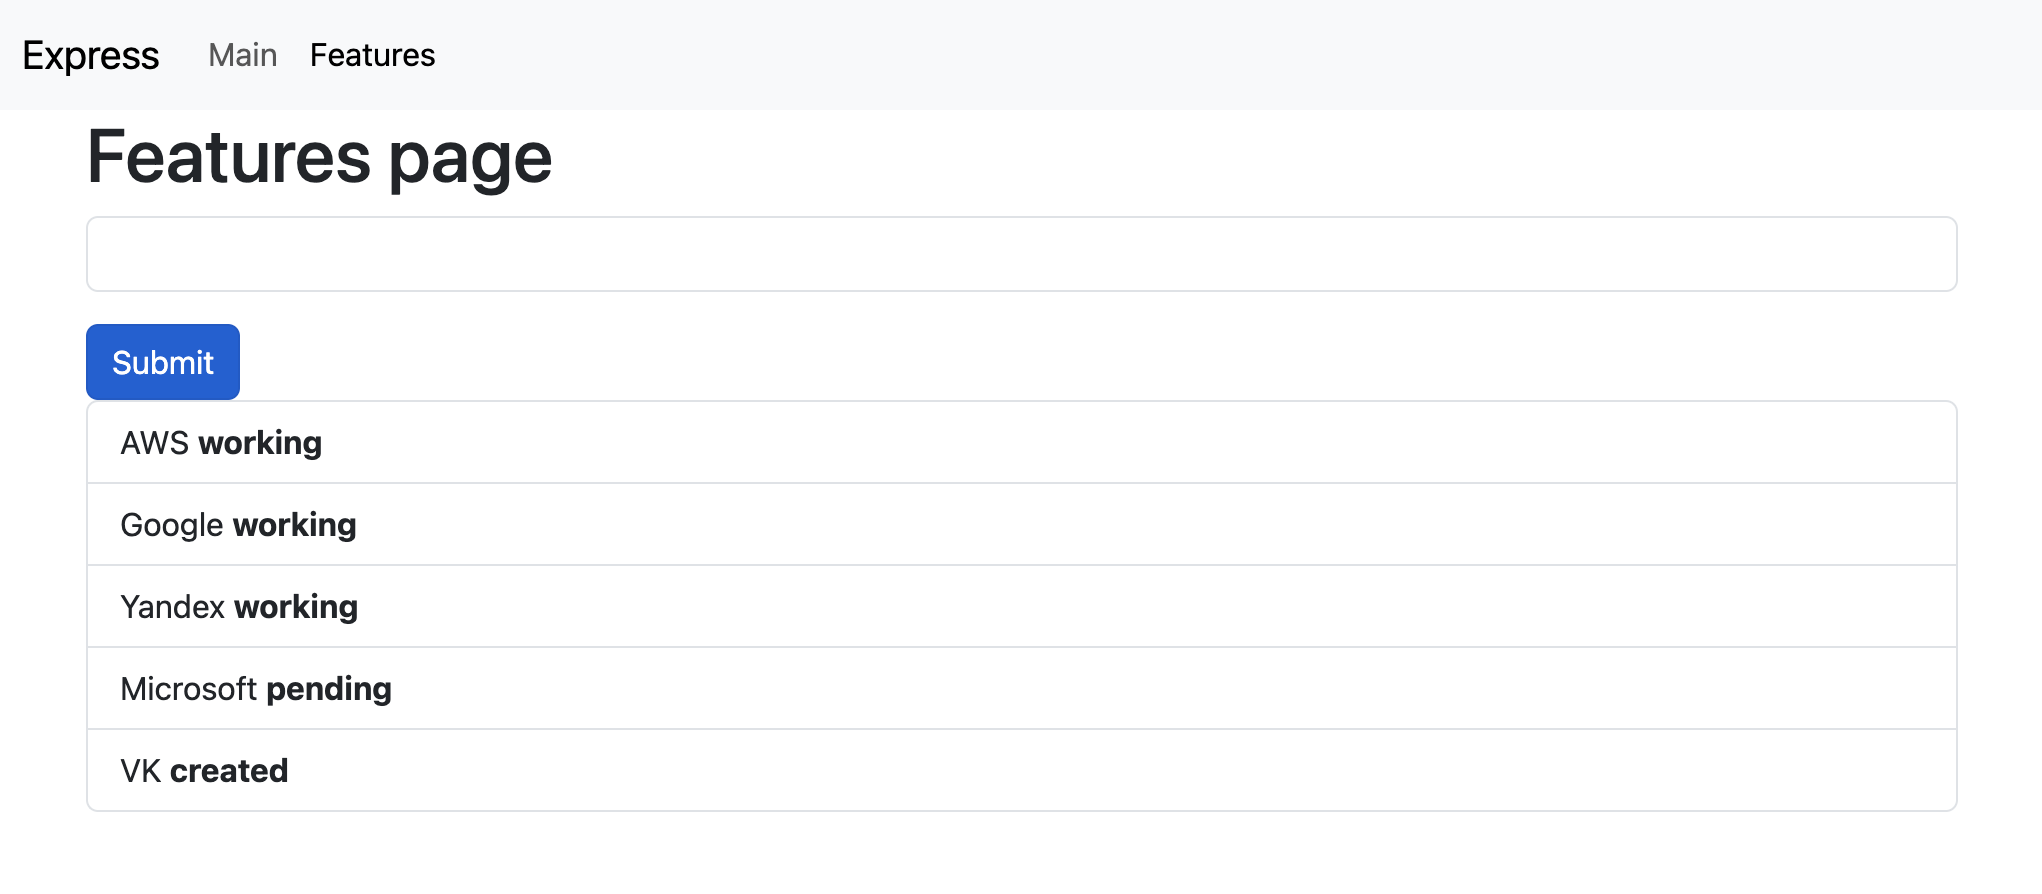 Express Main Features
Features page
Submit
AWS working
Google working
Yandex working
Microsoft pending
VK created